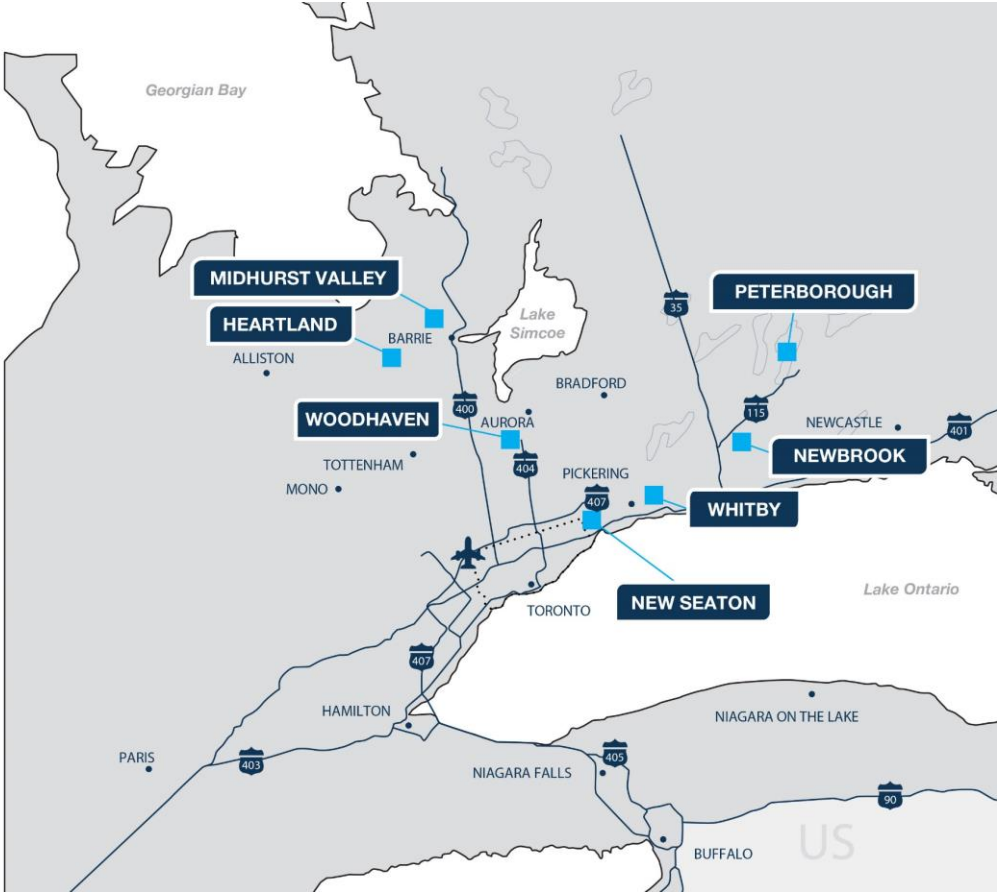 Georgian Bay
MIDHURST VALLEY
PETERBOROUGH
35
Lake
Simcoe
HEARTLAND
BARRIE
ALLISTON
BRADFORD
400
115
AURORA
WOODHAVEN
NEWCASTLE
401
NEWBROOK
TOTTENHAM
404
PICKERING
MONO
407
WHITBY
Lake Ontario
NEW SEATON
TORONTO
407
HAMILTON
NIAGARA ON THE LAKE
PARIS
403
NIAGARA FALLS
405
90
US
BUFFALO